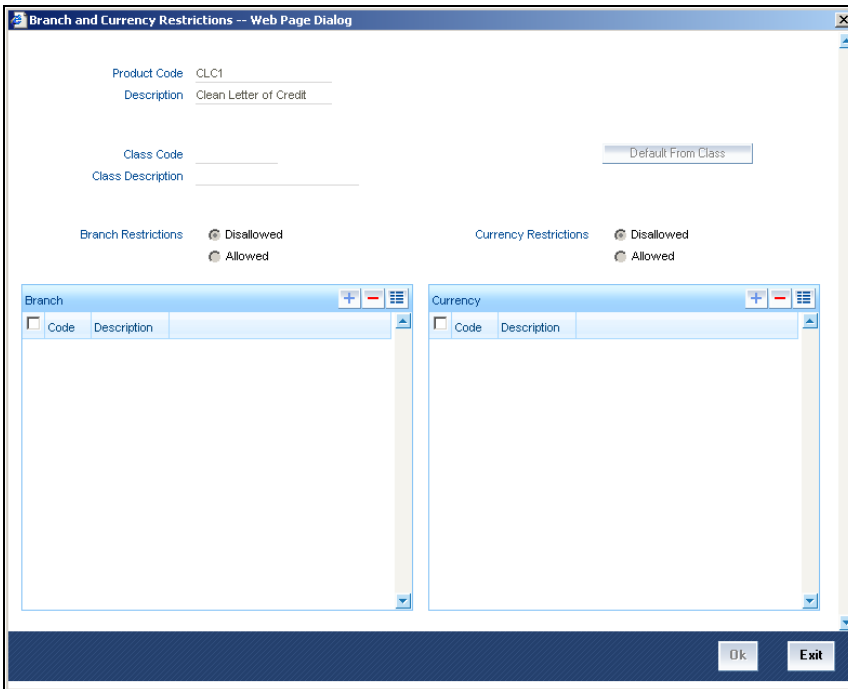 Branch and Currency Restrictions -- Web Page Dialog
Product Code CLC1
Description Clean Letter of Credit
Class Code
Default From Class
Class Description
Branch Restrictions Disallowed Currency Restrictions Disallowed
Allowed Allowed
Branch Currency
Code Description Code Description
Ok Exit